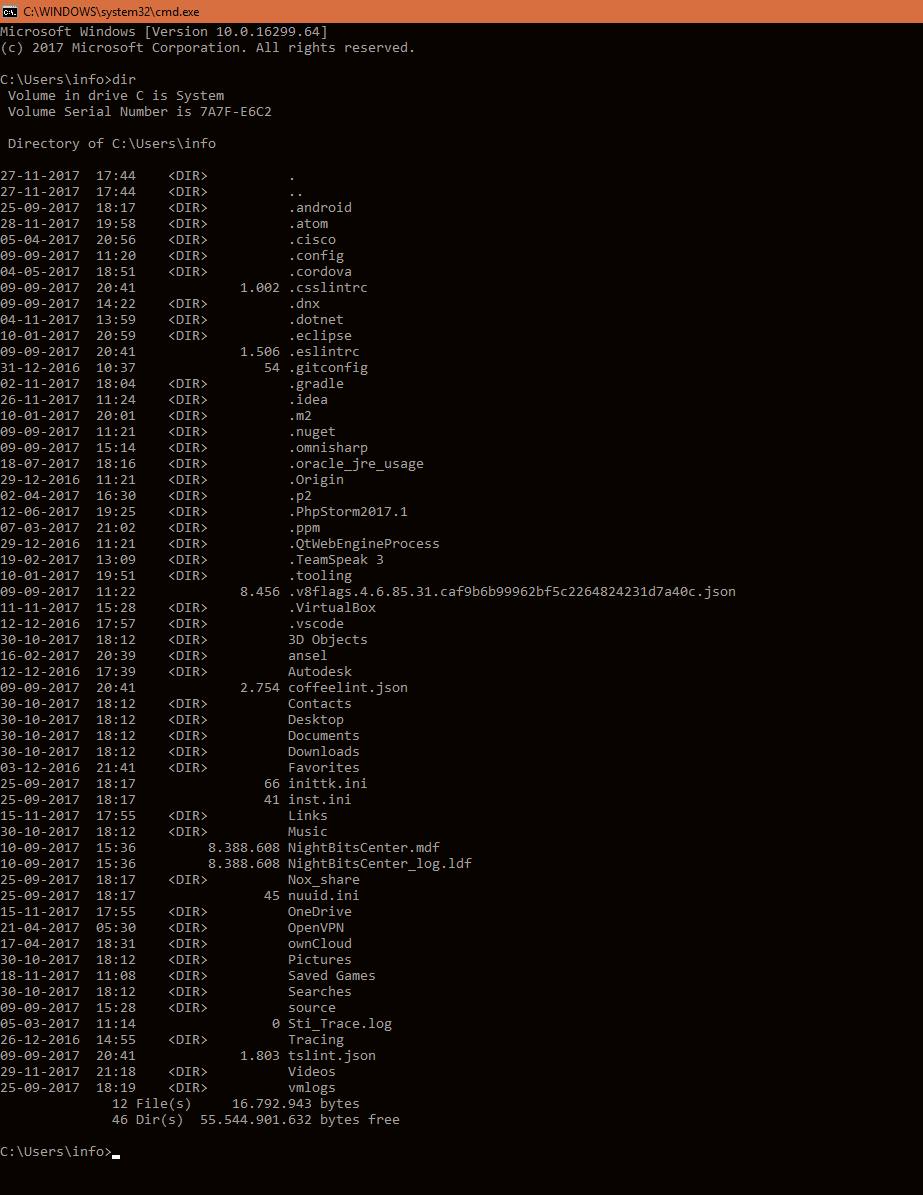 C:\WINDOWS\system32\cmd.exe
Microsoft Windows [Version 10.0.16299.64]
(c) 2017 Microsoft Corporation. All rights reserved.
C:\Users\info>dir
Volume in drive C is System
Volume Serial Number is 7A7F-E6C2
Directory of C:\Users\info
27-11-2017  17:44    <DIR>          .
27-11-2017  17:44    <DIR>          ..
25-09-2017  18:17    <DIR>          .android
28-11-2017  19:58    <DIR>          .atom
05-04-2017  20:56    <DIR>          .cisco
09-09-2017  11:20    <DIR>          .config
04-05-2017  18:51    <DIR>          .cordova
09-09-2017  20:41             1.002 .csslintrc
09-09-2017  14:22    <DIR>          .dnx
04-11-2017  13:59    <DIR>          .dotnet
10-01-2017  20:59    <DIR>          .eclipse
09-09-2017  20:41             1.506 .eslintrc
31-12-2016  10:37                54 .gitconfig
02-11-2017  18:04    <DIR>          .gradle
26-11-2017  11:24    <DIR>          .idea
10-01-2017  20:01    <DIR>          .m2
09-09-2017  11:21    <DIR>          .nuget
09-09-2017  15:14    <DIR>          .omnisharp
18-07-2017  18:16    <DIR>          .oracle_jre_usage
29-12-2016  11:21    <DIR>          .Origin
02-04-2017  16:30    <DIR>          .p2
12-06-2017  19:25    <DIR>          .PhpStorm2017.1
07-03-2017  21:02    <DIR>          .ppm
29-12-2016  11:21    <DIR>          .QtWebEngineProcess
19-02-2017  13:09    <DIR>          .TeamSpeak 3
10-01-2017  19:51    <DIR>          .tooling
09-09-2017  11:22             8.456 .v8flags.4.6.85.31.caf9b6b99962bf5c2264824231d7a40c.json
11-11-2017  15:28    <DIR>          .VirtualBox
12-12-2016  17:57    <DIR>          .vscode
30-10-2017  18:12    <DIR>          3D Objects
16-02-2017  20:39    <DIR>          ansel
12-12-2016  17:39    <DIR>          Autodesk
09-09-2017  20:41             2.754 coffeelint.json
30-10-2017  18:12    <DIR>          Contacts
30-10-2017  18:12    <DIR>          Desktop
30-10-2017  18:12    <DIR>          Documents
30-10-2017  18:12    <DIR>          Downloads
03-12-2016  21:41    <DIR>          Favorites
25-09-2017  18:17                66 inittk.ini
25-09-2017  18:17                41 inst.ini
15-11-2017  17:55    <DIR>          Links
30-10-2017  18:12    <DIR>          Music
10-09-2017  15:36         8.388.608 NightBitsCenter.mdf
10-09-2017  15:36         8.388.608 NightBitsCenter_log.ldf
25-09-2017  18:17    <DIR>          Nox_share
25-09-2017  18:17                45 nuuid.ini
15-11-2017  17:55    <DIR>          OneDrive
21-04-2017  05:30    <DIR>          OpenVPN
17-04-2017  18:31    <DIR>          ownCloud
30-10-2017  18:12    <DIR>          Pictures
18-11-2017  11:08    <DIR>          Saved Games
30-10-2017  18:12    <DIR>          Searches
09-09-2017  15:28    <DIR>          source
05-03-2017  11:14                 0 Sti_Trace.log
26-12-2016  14:55    <DIR>          Tracing
09-09-2017  20:41             1.803 tslint.json
29-11-2017  21:18    <DIR>          Videos
25-09-2017  18:19    <DIR>          vmlogs
12 File(s)     16.792.943 bytes
46 Dir(s)  55.544.901.632 bytes free
C:\Users\info>